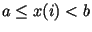 a ≤ x(i) < b